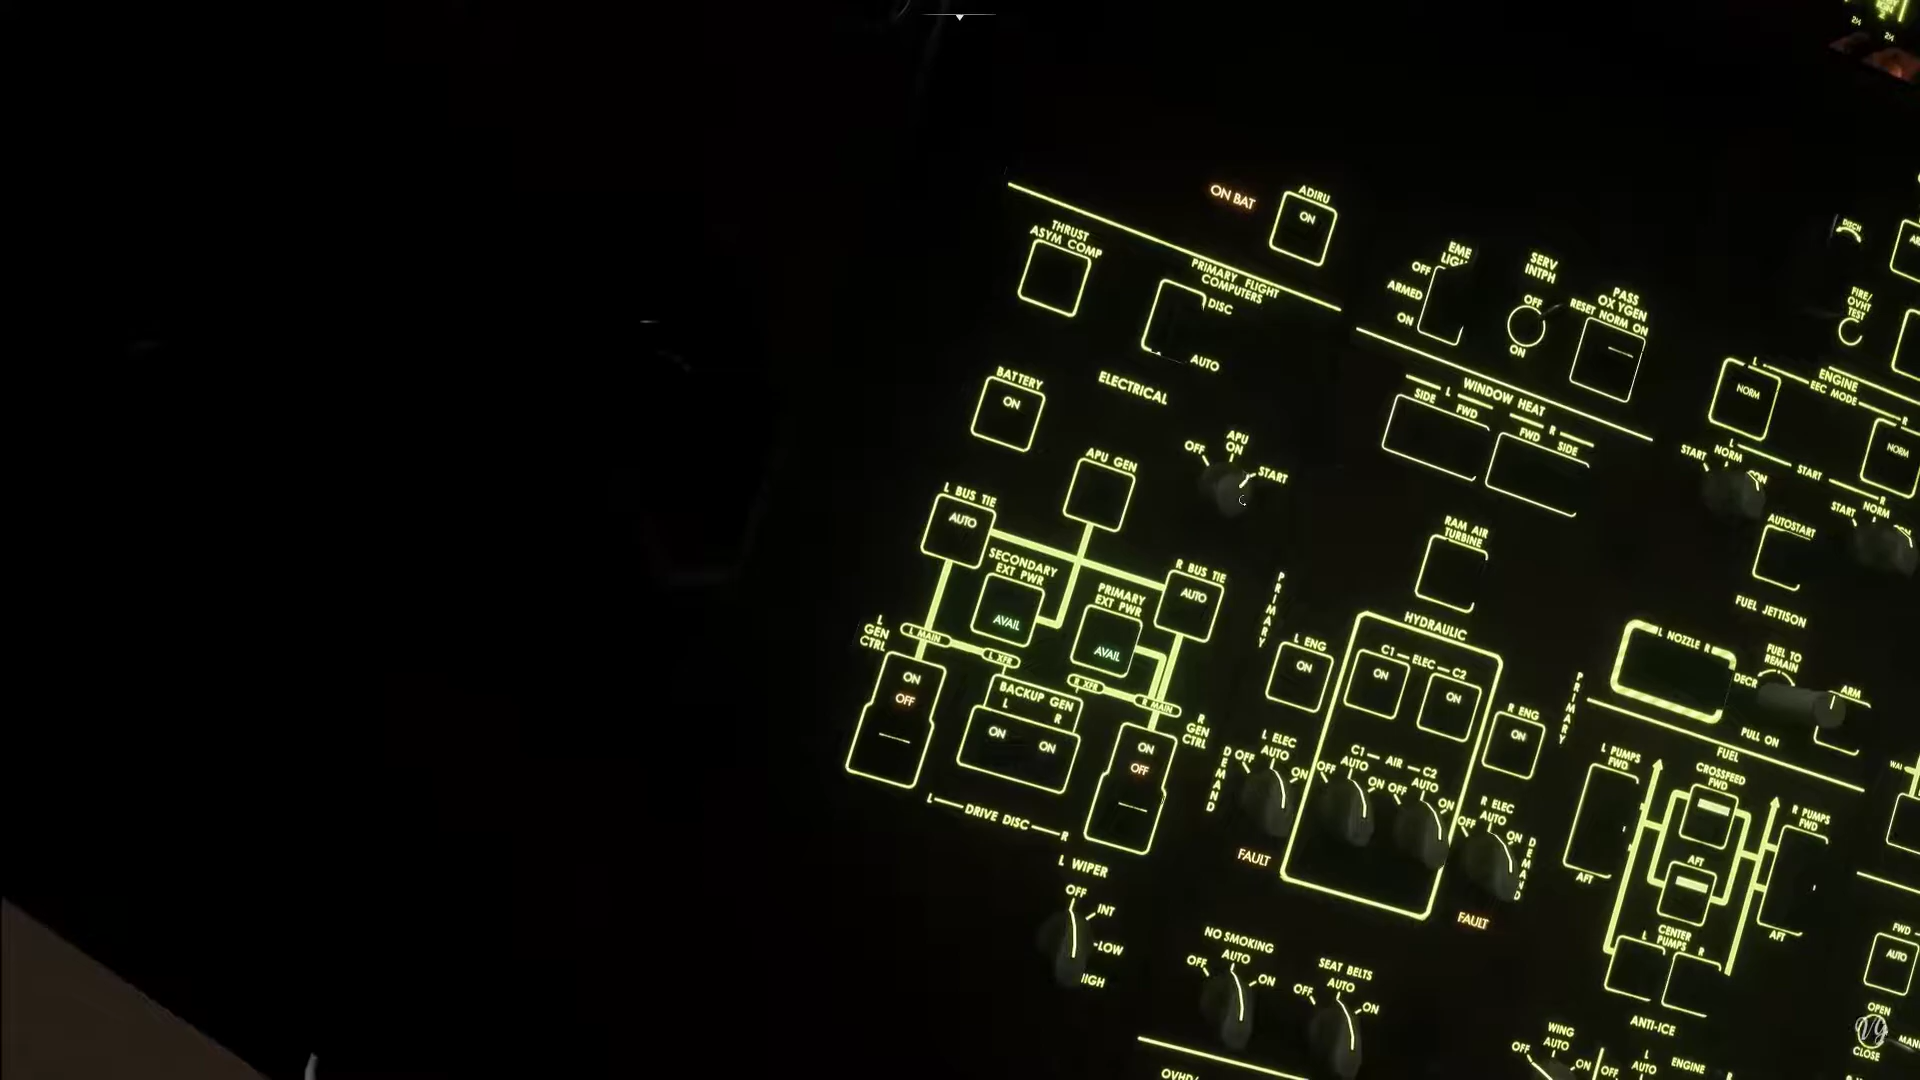 ON BAT
ADIRU
ON
THRUST
ASYM COMP
PRIMARY FLIGHT
COMPUTERS
DISC
AUTO
EME
OFF
ARMED
ON
SERV
INTPH
OFF
ON
PASS
OXYGEN
RESET NORM ON
FIRE/
OVHT
TEST
BATTERY
ON
ELECTRICAL
APU
OFF ON
START
APU GEN
L WINDOW HEAT
SIDE FWD
R
FWD SIDE
L ENGINE
EEC MODE R
NORM
NORM
L START R
START NORM
START NORM
AUTOSTART
RAM AIR
TURBINE
FUEL JETTISON
L BUS TIE
AUTO
SECONDARY
EXT PWR
AVAIL
PRIMARY
EXT PWR
AVAIL
R BUS TIE
AUTO
L
GEN
CTRL
L MAIN
L XFR
R XFR
R MAIN
R
GEN
CTRL
ON
OFF
BACKUP GEN
L R
ON ON
ON
OFF
L DRIVE DISC R
PRIMARY
HYDRAULIC
L ENG
ON
C1 ELEC C2
ON
ON
R ENG
ON
PRIMARY
DEMAND
L ELEC
OFF AUTO ON
C1 AIR C2
OFF AUTO ON
OFF AUTO ON
R ELEC
OFF AUTO ON
DEMAND
FAULT
FAULT
L NOZZLE R
FUEL TO
REMAIN
DECR
PULL ON
ARM
FUEL
L PUMPS
FWD
CROSSFEED
FWD
R PUMPS
FWD
AFT
AFT
AFT
CENTER
L PUMPS R
L WIPER
OFF
INT
LOW
HIGH
NO SMOKING
OFF AUTO ON
SEAT BELTS
OFF AUTO ON
ANTI-ICE
WING
OFF AUTO ON
ENGINE
L
OFF AUTO
FWD
AUTO
OPEN
CLOSE
MAN
VG